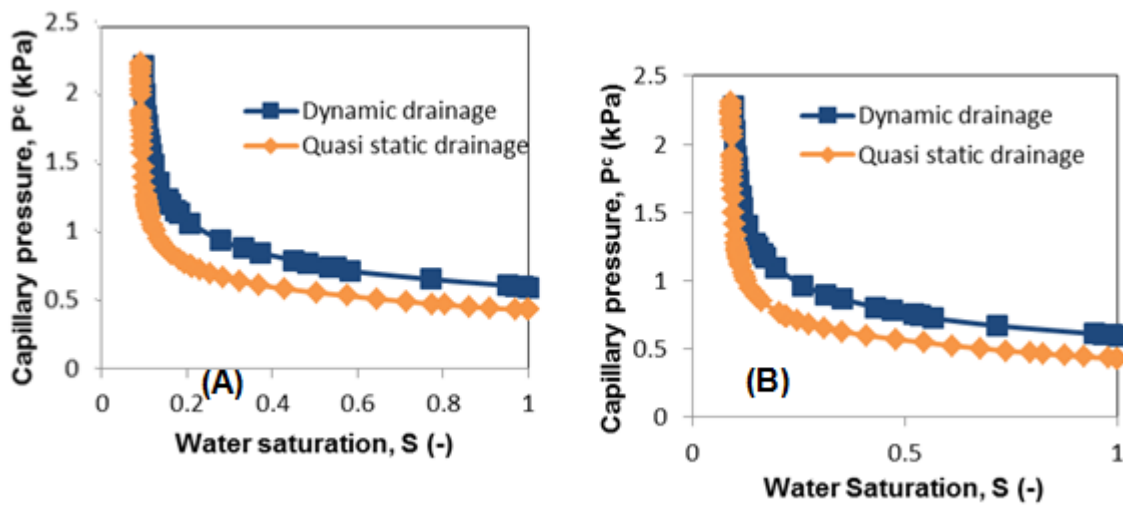 Capillary pressure, Pᶜ (kPa)
2.5
2
1.5
1
0.5
0
Dynamic drainage
Quasi static drainage
(A)
0 0.2 0.4 0.6 0.8 1
Water saturation, S (-)
Capillary pressure, Pᶜ (kPa)
2.5
2
1.5
1
0.5
0
Dynamic drainage
Quasi static drainage
(B)
0 0.5 1
Water Saturation, S (-)